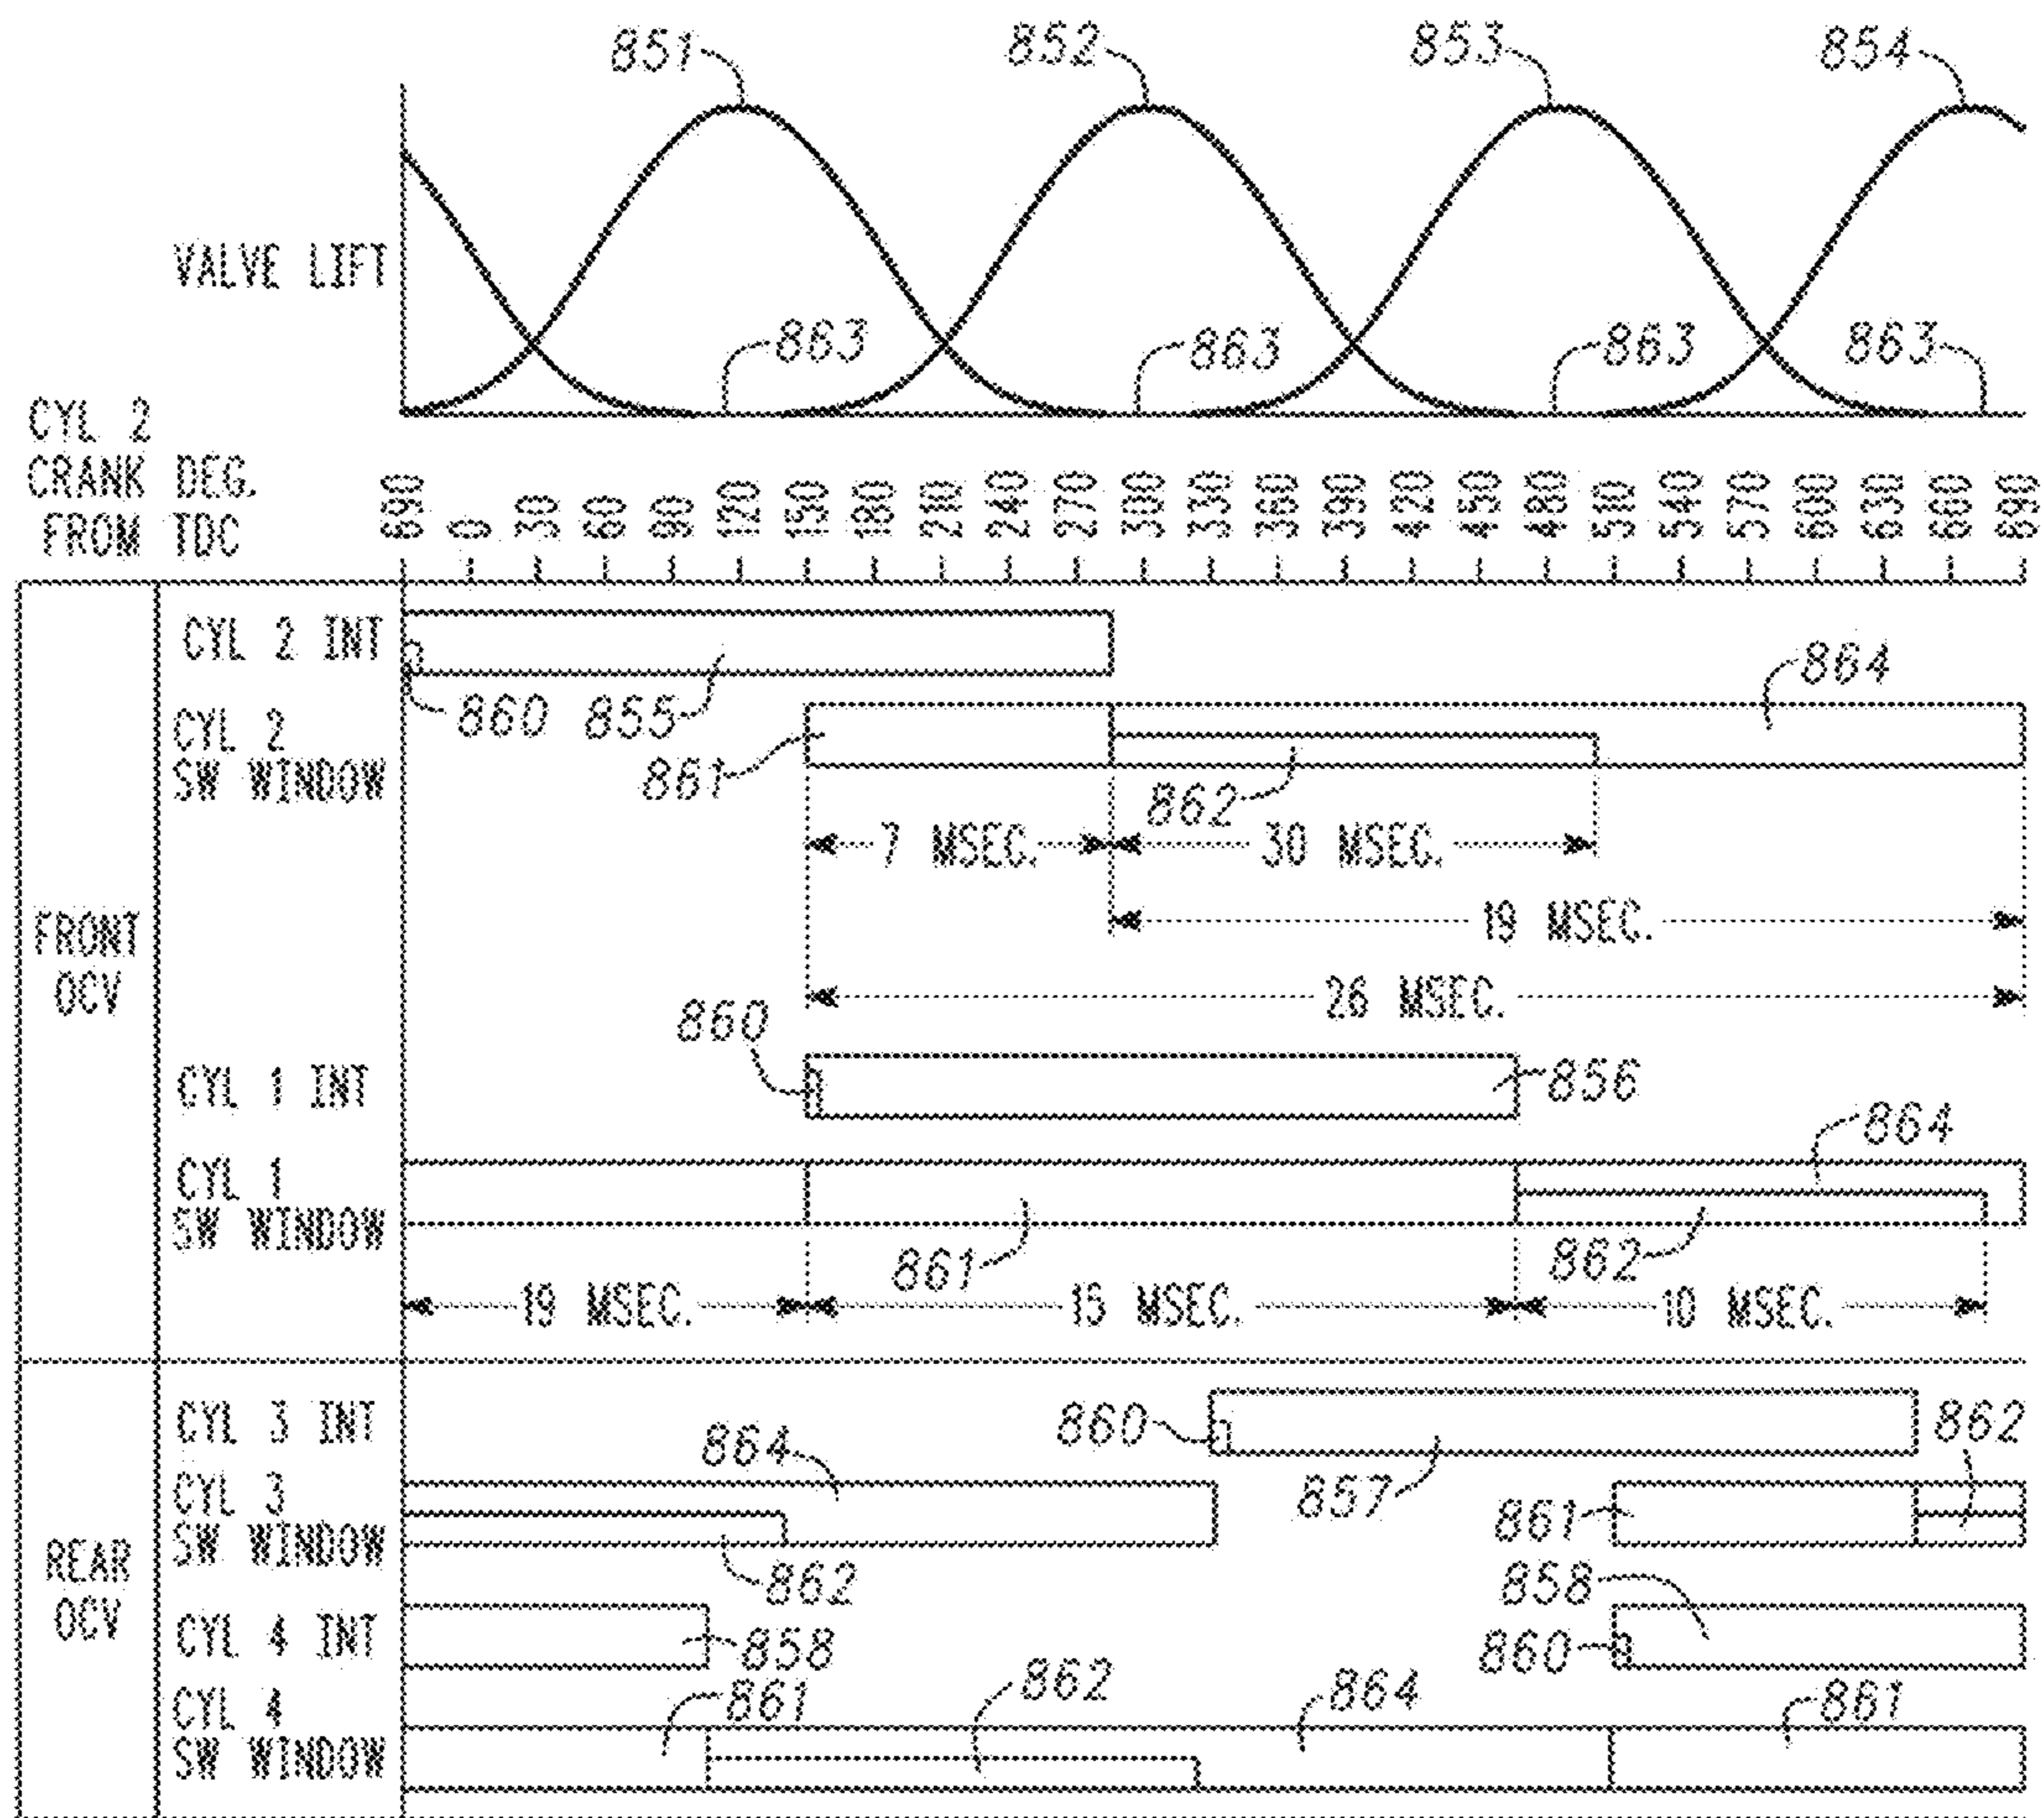 851
852
853
854
VALVE LIFT
863
863
863
863
CYL 2
CRANK DEG.
FROM TDC
690 0 30 60 90 120 150 180 210 240 270 300 330 360 390 420 450 480 510 540 570 600 630 660 690
FRONT
OCV
CYL 2 INT
860
855
864
CYL 2
SW WINDOW
861
862
7 MSEC.
30 MSEC.
19 MSEC.
26 MSEC.
860
CYL 1 INT
856
864
CYL 1
SW WINDOW
861
862
19 MSEC.
15 MSEC.
10 MSEC.
REAR
OCV
CYL 3 INT
860
857
862
864
CYL 3
SW WINDOW
862
861
858
CYL 4 INT
858
860
CYL 4
SW WINDOW
861
862
864
861